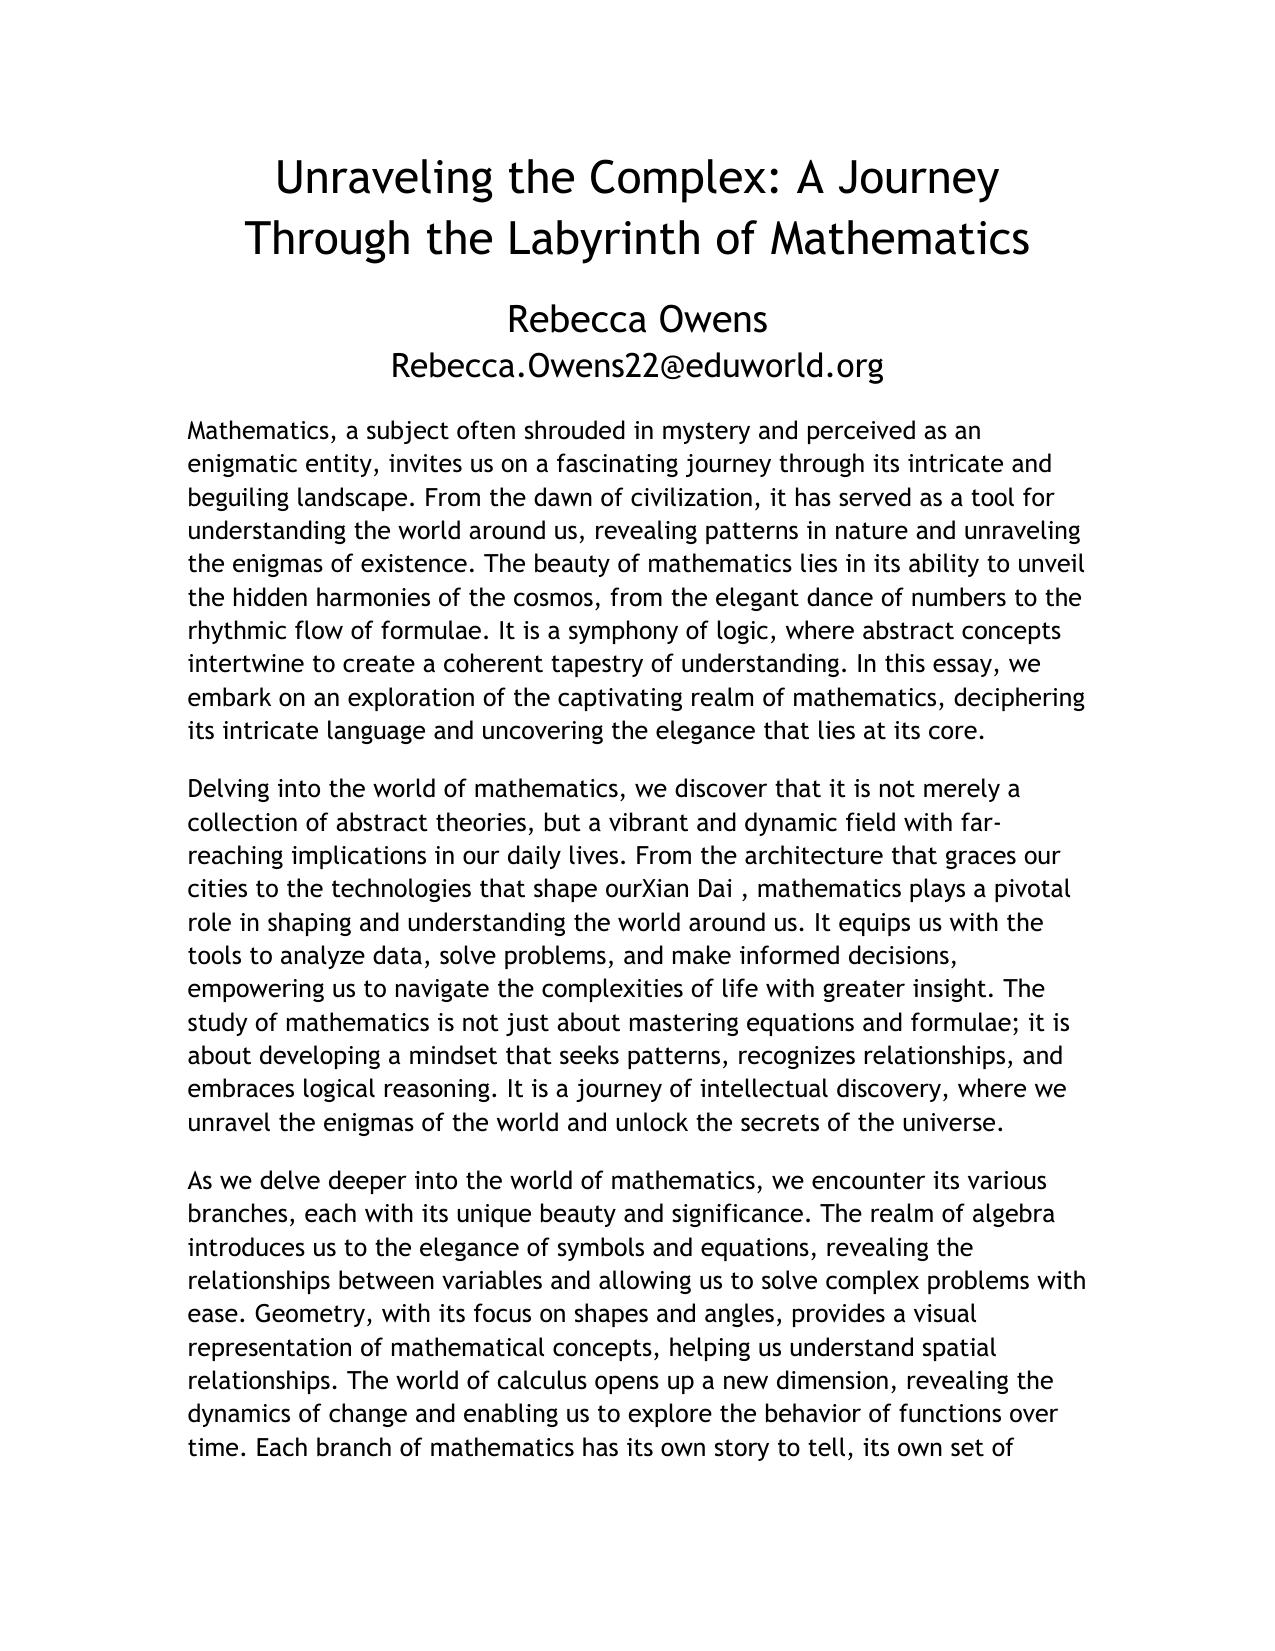 Unraveling the Complex: A Journey
Through the Labyrinth of Mathematics
Rebecca Owens
Rebecca.Owens22@eduworld.org
Mathematics, a subject often shrouded in mystery and perceived as an
enigmatic entity, invites us on a fascinating journey through its intricate and
beguiling landscape. From the dawn of civilization, it has served as a tool for
understanding the world around us, revealing patterns in nature and unraveling
the enigmas of existence. The beauty of mathematics lies in its ability to unveil
the hidden harmonies of the cosmos, from the elegant dance of numbers to the
rhythmic flow of formulae. It is a symphony of logic, where abstract concepts
intertwine to create a coherent tapestry of understanding. In this essay, we
embark on an exploration of the captivating realm of mathematics, deciphering
its intricate language and uncovering the elegance that lies at its core.
Delving into the world of mathematics, we discover that it is not merely a
collection of abstract theories, but a vibrant and dynamic field with far-
reaching implications in our daily lives. From the architecture that graces our
cities to the technologies that shape ourXian Dai , mathematics plays a pivotal
role in shaping and understanding the world around us. It equips us with the
tools to analyze data, solve problems, and make informed decisions,
empowering us to navigate the complexities of life with greater insight. The
study of mathematics is not just about mastering equations and formulae; it is
about developing a mindset that seeks patterns, recognizes relationships, and
embraces logical reasoning. It is a journey of intellectual discovery, where we
unravel the enigmas of the world and unlock the secrets of the universe.
As we delve deeper into the world of mathematics, we encounter its various
branches, each with its unique beauty and significance. The realm of algebra
introduces us to the elegance of symbols and equations, revealing the
relationships between variables and allowing us to solve complex problems with
ease. Geometry, with its focus on shapes and angles, provides a visual
representation of mathematical concepts, helping us understand spatial
relationships. The world of calculus opens up a new dimension, revealing the
dynamics of change and enabling us to explore the behavior of functions over
time. Each branch of mathematics has its own story to tell, its own set of